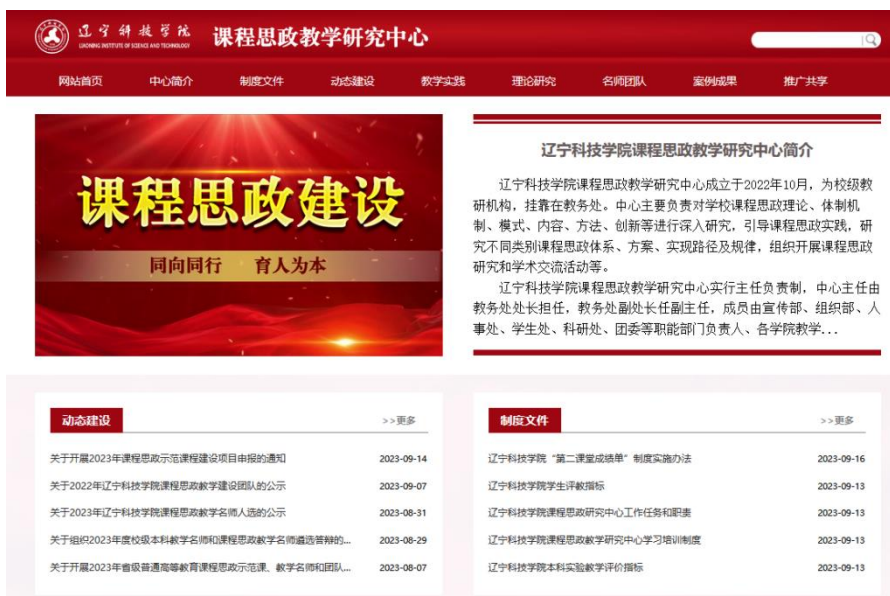 辽宁科技学院
LIAONING INSTITUTE OF SCIENCE AND TECHNOLOGY
课程思政教学研究中心
网站首页 中心简介 制度文件 动态建设 教学实践 理论研究 名师团队 案例成果 推广共享
课程思政建设
同向同行 育人为本
辽宁科技学院课程思政教学研究中心简介
辽宁科技学院课程思政教学研究中心成立于2022年10月，为校级教
研机构，挂靠在教务处。中心主要负责对学校课程思政理论、体制机
制、模式、内容、方法、创新等进行深入研究，引导课程思政实践，研
究不同类别课程思政体系、方案、实现路径及规律，组织开展课程思政
研究和学术交流活动等。
辽宁科技学院课程思政教学研究中心实行主任负责制，中心主任由
教务处处长担任，教务处副处长任副主任，成员由宣传部、组织部、人
事处、学生处、科研处、团委等职能部门负责人、各学院教学...
动态建设 >>更多
关于开展2023年课程思政示范课程建设项目申报的通知 2023-09-14
关于2022年辽宁科技学院课程思政教学建设团队的公示 2023-09-07
关于2023年辽宁科技学院课程思政教学名师人选的公示 2023-08-31
关于组织2023年度校级本科教学名师和课程思政教学名师遴选答辩的... 2023-08-29
关于开展2023年省级普通高等教育课程思政示范课、教学名师和团队... 2023-08-07
制度文件 >>更多
辽宁科技学院“第二课堂成绩单”制度实施办法 2023-09-16
辽宁科技学院学生评教指标 2023-09-13
辽宁科技学院课程思政研究中心工作任务和职责 2023-09-13
辽宁科技学院课程思政教学研究中心学习培训制度 2023-09-13
辽宁科技学院本科实验教学评价指标 2023-09-13